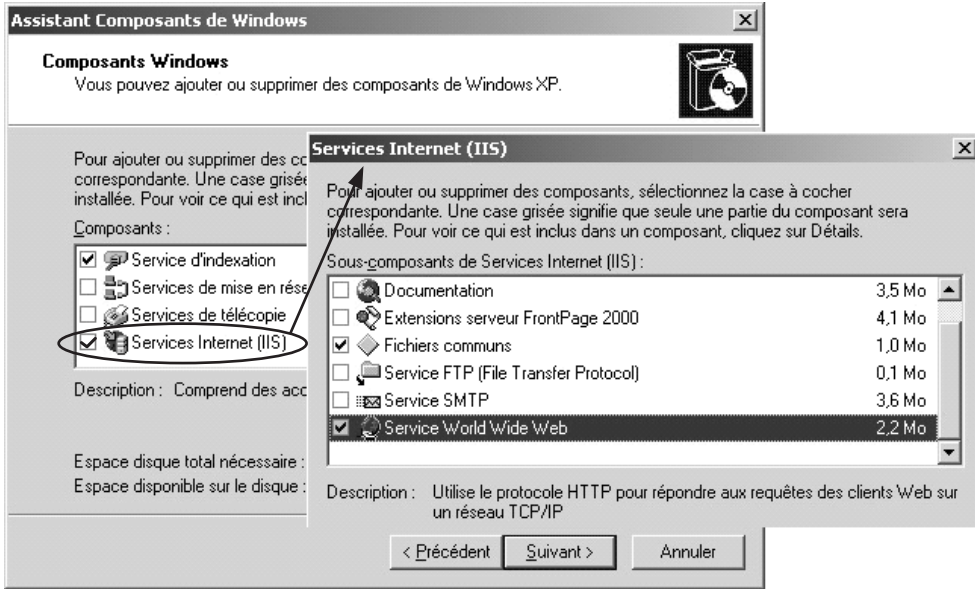 Assistant Composants de Windows
Composants Windows
Vous pouvez ajouter ou supprimer des composants de Windows XP.
Pour ajouter ou supprimer des co
correspondante. Une case grisée
installée. Pour voir ce qui est incl
Composants :
Service d'indexation
Services de mise en rése
Services de télécopie
Services Internet (IIS)
Description : Comprend des acc
Espace disque total nécessaire :
Espace disponible sur le disque :
Services Internet (IIS)
Pour ajouter ou supprimer des composants, sélectionnez la case à cocher
correspondante. Une case grisée signifie que seule une partie du composant sera
installée. Pour voir ce qui est inclus dans un composant, cliquez sur Détails.
Sous-composants de Services Internet (IIS) :
Documentation 3,5 Mo
Extensions serveur FrontPage 2000 4,1 Mo
Fichiers communs 1,0 Mo
Service FTP (File Transfer Protocol) 0,1 Mo
Service SMTP 3,6 Mo
Service World Wide Web 2,2 Mo
Description : Utilise le protocole HTTP pour répondre aux requêtes des clients Web sur
un réseau TCP/IP
< Précédent Suivant > Annuler